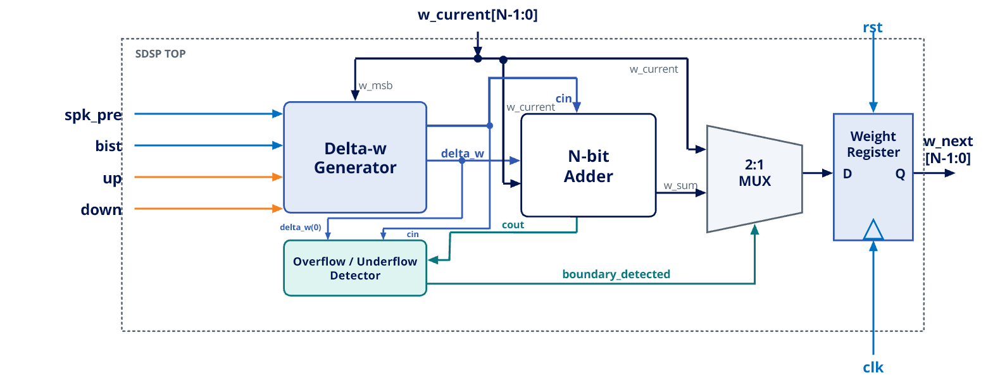 w_current[N-1:0]
rst
SDSP TOP
w_current
w_msb
cin
w_current
spk_pre
bist
up
down
Delta-w
Generator
delta_w
N-bit
Adder
w_sum
2:1
MUX
Weight
Register
D
Q
w_next
[N-1:0]
delta_w(0)
cin
cout
Overflow / Underflow
Detector
boundary_detected
clk